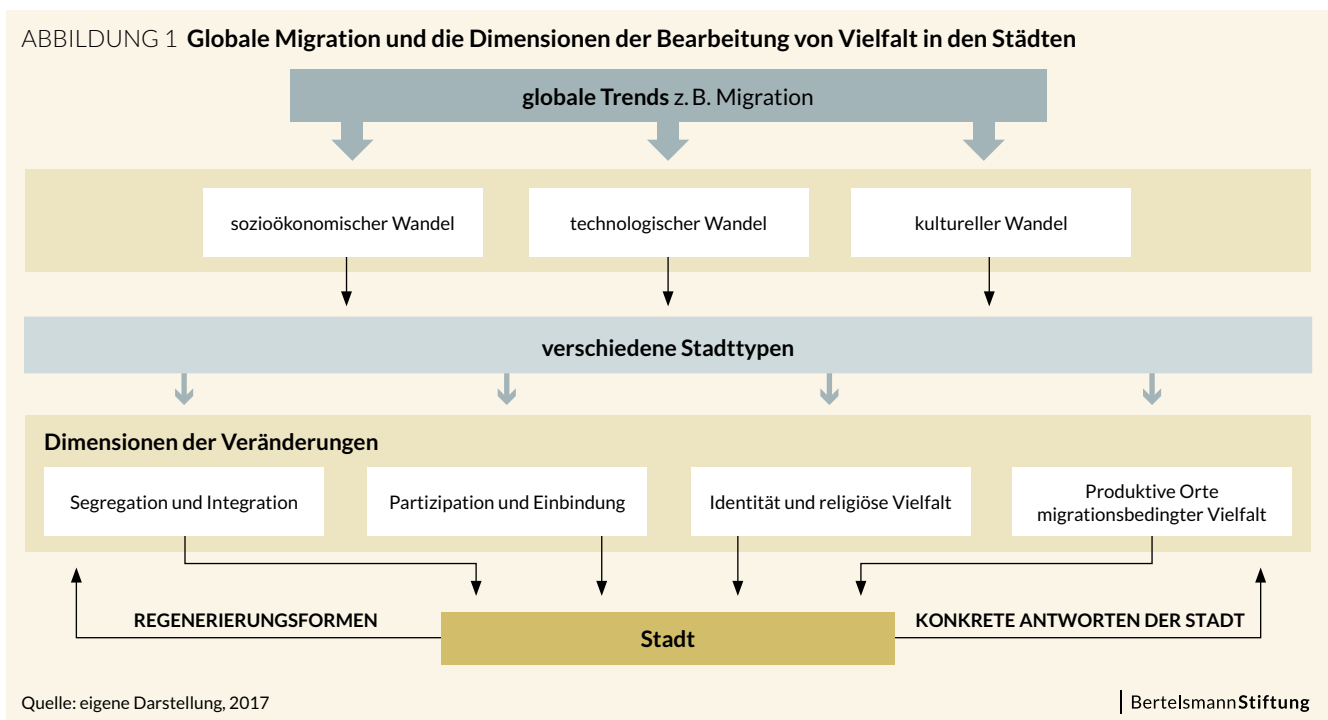 ABBILDUNG 1 Globale Migration und die Dimensionen der Bearbeitung von Vielfalt in den Städten
globale Trends z. B. Migration
sozioökonomischer Wandel
technologischer Wandel
kultureller Wandel
verschiedene Stadttypen
Dimensionen der Veränderungen
Segregation und Integration
Partizipation und Einbindung
Identität und religiöse Vielfalt
Produktive Orte
migrationsbedingter Vielfalt
REGENERIERUNGSFORMEN
KONKRETE ANTWORTEN DER STADT
Stadt
Quelle: eigene Darstellung, 2017
BertelsmannStiftung